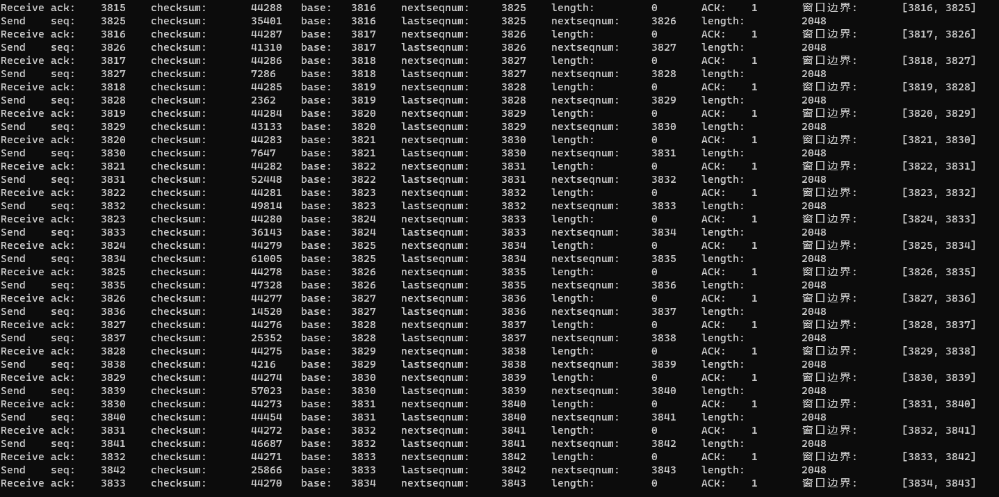 Receive ack: 3815 checksum: 44288 base: 3816 nextseqnum: 3825 length: 0 ACK: 1 窗口边界: [3816, 3825]
Send seq: 3825 checksum: 35401 base: 3816 lastseqnum: 3825 nextseqnum: 3826 length: 2048
Receive ack: 3816 checksum: 44287 base: 3817 nextseqnum: 3826 length: 0 ACK: 1 窗口边界: [3817, 3826]
Send seq: 3826 checksum: 41310 base: 3817 lastseqnum: 3826 nextseqnum: 3827 length: 2048
Receive ack: 3817 checksum: 44286 base: 3818 nextseqnum: 3827 length: 0 ACK: 1 窗口边界: [3818, 3827]
Send seq: 3827 checksum: 7286 base: 3818 lastseqnum: 3827 nextseqnum: 3828 length: 2048
Receive ack: 3818 checksum: 44285 base: 3819 nextseqnum: 3828 length: 0 ACK: 1 窗口边界: [3819, 3828]
Send seq: 3828 checksum: 2362 base: 3819 lastseqnum: 3828 nextseqnum: 3829 length: 2048
Receive ack: 3819 checksum: 44284 base: 3820 nextseqnum: 3829 length: 0 ACK: 1 窗口边界: [3820, 3829]
Send seq: 3829 checksum: 43133 base: 3820 lastseqnum: 3829 nextseqnum: 3830 length: 2048
Receive ack: 3820 checksum: 44283 base: 3821 nextseqnum: 3830 length: 0 ACK: 1 窗口边界: [3821, 3830]
Send seq: 3830 checksum: 7647 base: 3821 lastseqnum: 3830 nextseqnum: 3831 length: 2048
Receive ack: 3821 checksum: 44282 base: 3822 nextseqnum: 3831 length: 0 ACK: 1 窗口边界: [3822, 3831]
Send seq: 3831 checksum: 52448 base: 3822 lastseqnum: 3831 nextseqnum: 3832 length: 2048
Receive ack: 3822 checksum: 44281 base: 3823 nextseqnum: 3832 length: 0 ACK: 1 窗口边界: [3823, 3832]
Send seq: 3832 checksum: 49814 base: 3823 lastseqnum: 3832 nextseqnum: 3833 length: 2048
Receive ack: 3823 checksum: 44280 base: 3824 nextseqnum: 3833 length: 0 ACK: 1 窗口边界: [3824, 3833]
Send seq: 3833 checksum: 36143 base: 3824 lastseqnum: 3833 nextseqnum: 3834 length: 2048
Receive ack: 3824 checksum: 44279 base: 3825 nextseqnum: 3834 length: 0 ACK: 1 窗口边界: [3825, 3834]
Send seq: 3834 checksum: 61005 base: 3825 lastseqnum: 3834 nextseqnum: 3835 length: 2048
Receive ack: 3825 checksum: 44278 base: 3826 nextseqnum: 3835 length: 0 ACK: 1 窗口边界: [3826, 3835]
Send seq: 3835 checksum: 47328 base: 3826 lastseqnum: 3835 nextseqnum: 3836 length: 2048
Receive ack: 3826 checksum: 44277 base: 3827 nextseqnum: 3836 length: 0 ACK: 1 窗口边界: [3827, 3836]
Send seq: 3836 checksum: 14520 base: 3827 lastseqnum: 3836 nextseqnum: 3837 length: 2048
Receive ack: 3827 checksum: 44276 base: 3828 nextseqnum: 3837 length: 0 ACK: 1 窗口边界: [3828, 3837]
Send seq: 3837 checksum: 25352 base: 3828 lastseqnum: 3837 nextseqnum: 3838 length: 2048
Receive ack: 3828 checksum: 44275 base: 3829 nextseqnum: 3838 length: 0 ACK: 1 窗口边界: [3829, 3838]
Send seq: 3838 checksum: 4216 base: 3829 lastseqnum: 3838 nextseqnum: 3839 length: 2048
Receive ack: 3829 checksum: 44274 base: 3830 nextseqnum: 3839 length: 0 ACK: 1 窗口边界: [3830, 3839]
Send seq: 3839 checksum: 57023 base: 3830 lastseqnum: 3839 nextseqnum: 3840 length: 2048
Receive ack: 3830 checksum: 44273 base: 3831 nextseqnum: 3840 length: 0 ACK: 1 窗口边界: [3831, 3840]
Send seq: 3840 checksum: 44454 base: 3831 lastseqnum: 3840 nextseqnum: 3841 length: 2048
Receive ack: 3831 checksum: 44272 base: 3832 nextseqnum: 3841 length: 0 ACK: 1 窗口边界: [3832, 3841]
Send seq: 3841 checksum: 46687 base: 3832 lastseqnum: 3841 nextseqnum: 3842 length: 2048
Receive ack: 3832 checksum: 44271 base: 3833 nextseqnum: 3842 length: 0 ACK: 1 窗口边界: [3833, 3842]
Send seq: 3842 checksum: 25866 base: 3833 lastseqnum: 3842 nextseqnum: 3843 length: 2048
Receive ack: 3833 checksum: 44270 base: 3834 nextseqnum: 3843 length: 0 ACK: 1 窗口边界: [3834, 3843]